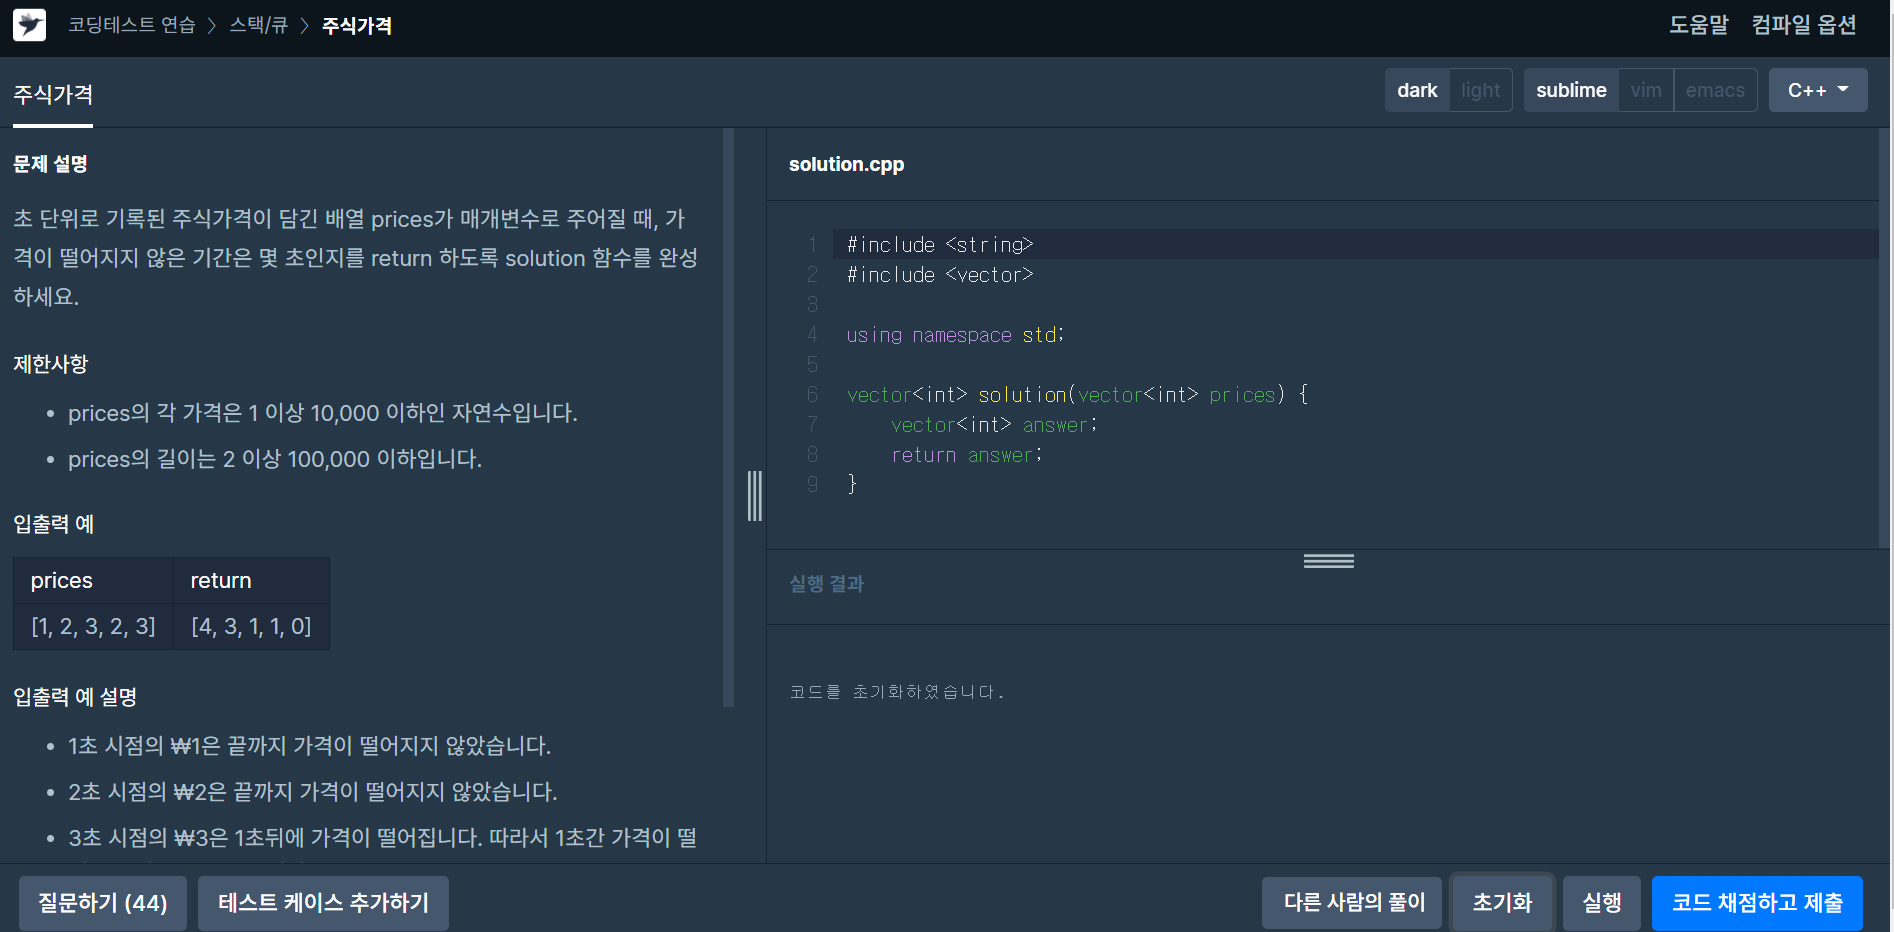 코딩테스트 연습 > 스택/큐 > 주식가격
도움말 컴파일 옵션
주식가격
dark light sublime vim emacs C++
문제 설명
초 단위로 기록된 주식가격이 담긴 배열 prices가 매개변수로 주어질 때, 가
격이 떨어지지 않은 기간은 몇 초인지를 return 하도록 solution 함수를 완성
하세요.
제한사항
• prices의 각 가격은 1 이상 10,000 이하인 자연수입니다.
• prices의 길이는 2 이상 100,000 이하입니다.
입출력 예
prices return
[1, 2, 3, 2, 3] [4, 3, 1, 1, 0]
입출력 예 설명
• 1초 시점의 ₩1은 끝까지 가격이 떨어지지 않았습니다.
• 2초 시점의 ₩2은 끝까지 가격이 떨어지지 않았습니다.
• 3초 시점의 ₩3은 1초뒤에 가격이 떨어집니다. 따라서 1초간 가격이 떨
solution.cpp
1 #include <string>
2 #include <vector>
3
4 using namespace std;
5
6 vector<int> solution(vector<int> prices) {
7 vector<int> answer;
8 return answer;
9 }
실행 결과
코드를 초기화하였습니다.
질문하기 (44) 테스트 케이스 추가하기
다른 사람의 풀이 초기화 실행 코드 채점하고 제출